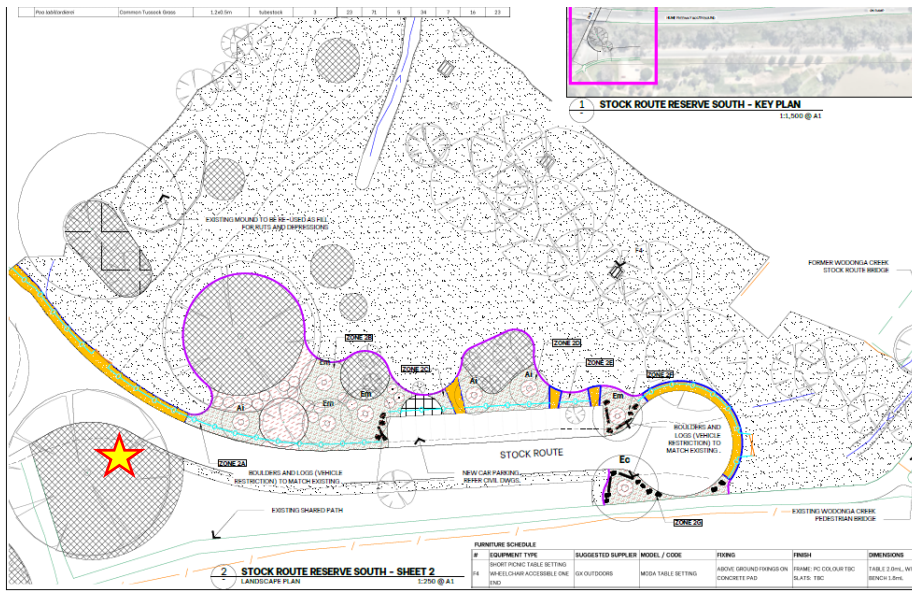 Poa labillardieri Common Tussock Grass 1.2x0.5m tubestock 3 23 71 5 34 7 16 23
1 STOCK ROUTE RESERVE SOUTH - KEY PLAN
- 1:1,500 @ A1
EXISTING MOUND TO BE RE-USED AS FILL
FOR RUTS AND DEPRESSIONS
F4
FORMER WODONGA CREEK
STOCK ROUTE BRIDGE
ZONE 2B
ZONE 2C
ZONE 2D
ZONE 2E
ZONE 2F
Em
Em
Em
Ai
Ai
Ai
Em
BOULDERS AND
LOGS (VEHICLE
RESTRICTION) TO
MATCH EXISTING
STOCK ROUTE
Ec
ZONE 2A
BOULDERS AND LOGS (VEHICLE
RESTRICTION) TO MATCH EXISTING
NEW CAR PARKING
REFER CIVIL DWGS.
EXISTING SHARED PATH
EXISTING WODONGA CREEK
PEDESTRIAN BRIDGE
ZONE 2G
2 STOCK ROUTE RESERVE SOUTH - SHEET 2
- LANDSCAPE PLAN 1:250 @ A1
FURNITURE SCHEDULE
# EQUIPMENT TYPE SUGGESTED SUPPLIER MODEL / CODE FIXING FINISH DIMENSIONS
F4 SHORT PICNIC TABLE SETTING
WHEELCHAIR ACCESSIBLE ONE
END
GX OUTDOORS
MODA TABLE SETTING
ABOVE GROUND FIXINGS ON
CONCRETE PAD
FRAME: PC COLOUR TBC
SLATS: TBC
TABLE 2.0mL, W
BENCH 1.8mL